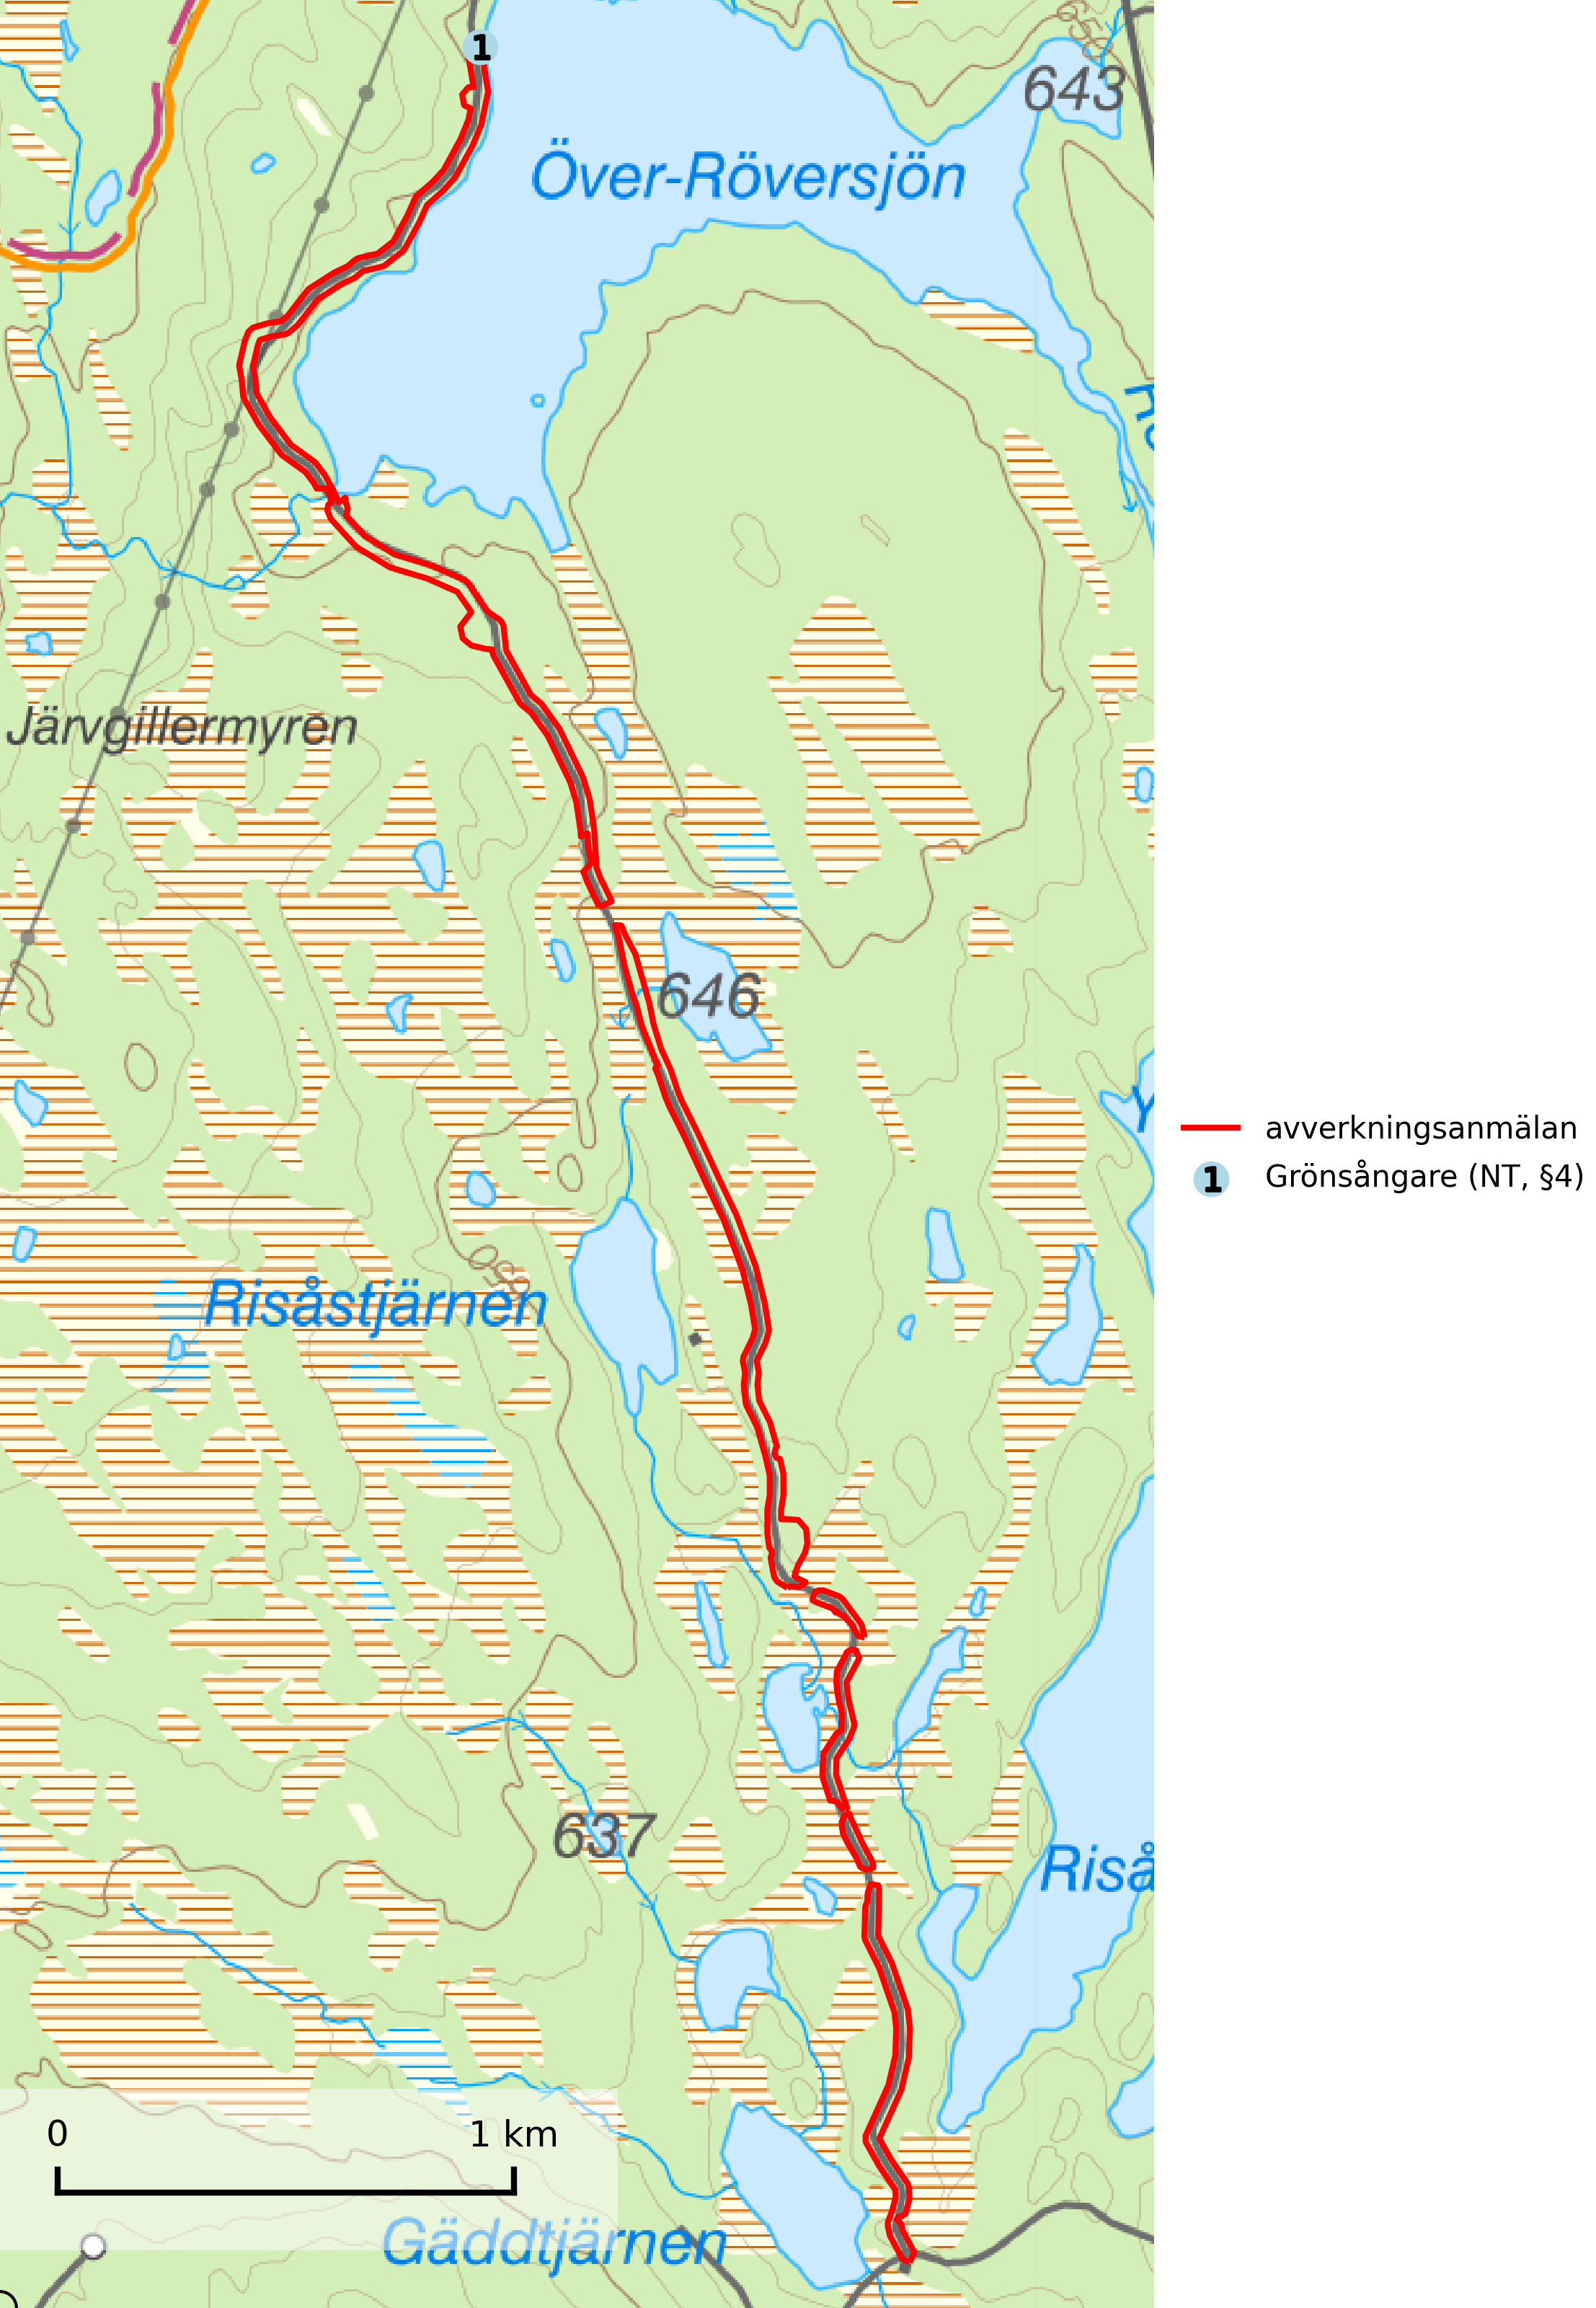 1
643
Över-Röversjön
Järvgillermyren
646
avverkningsanmälan
1 Grönsångare (NT, §4)
Risåstjärnen
637
Riså
0 1 km
Gäddtjärnen